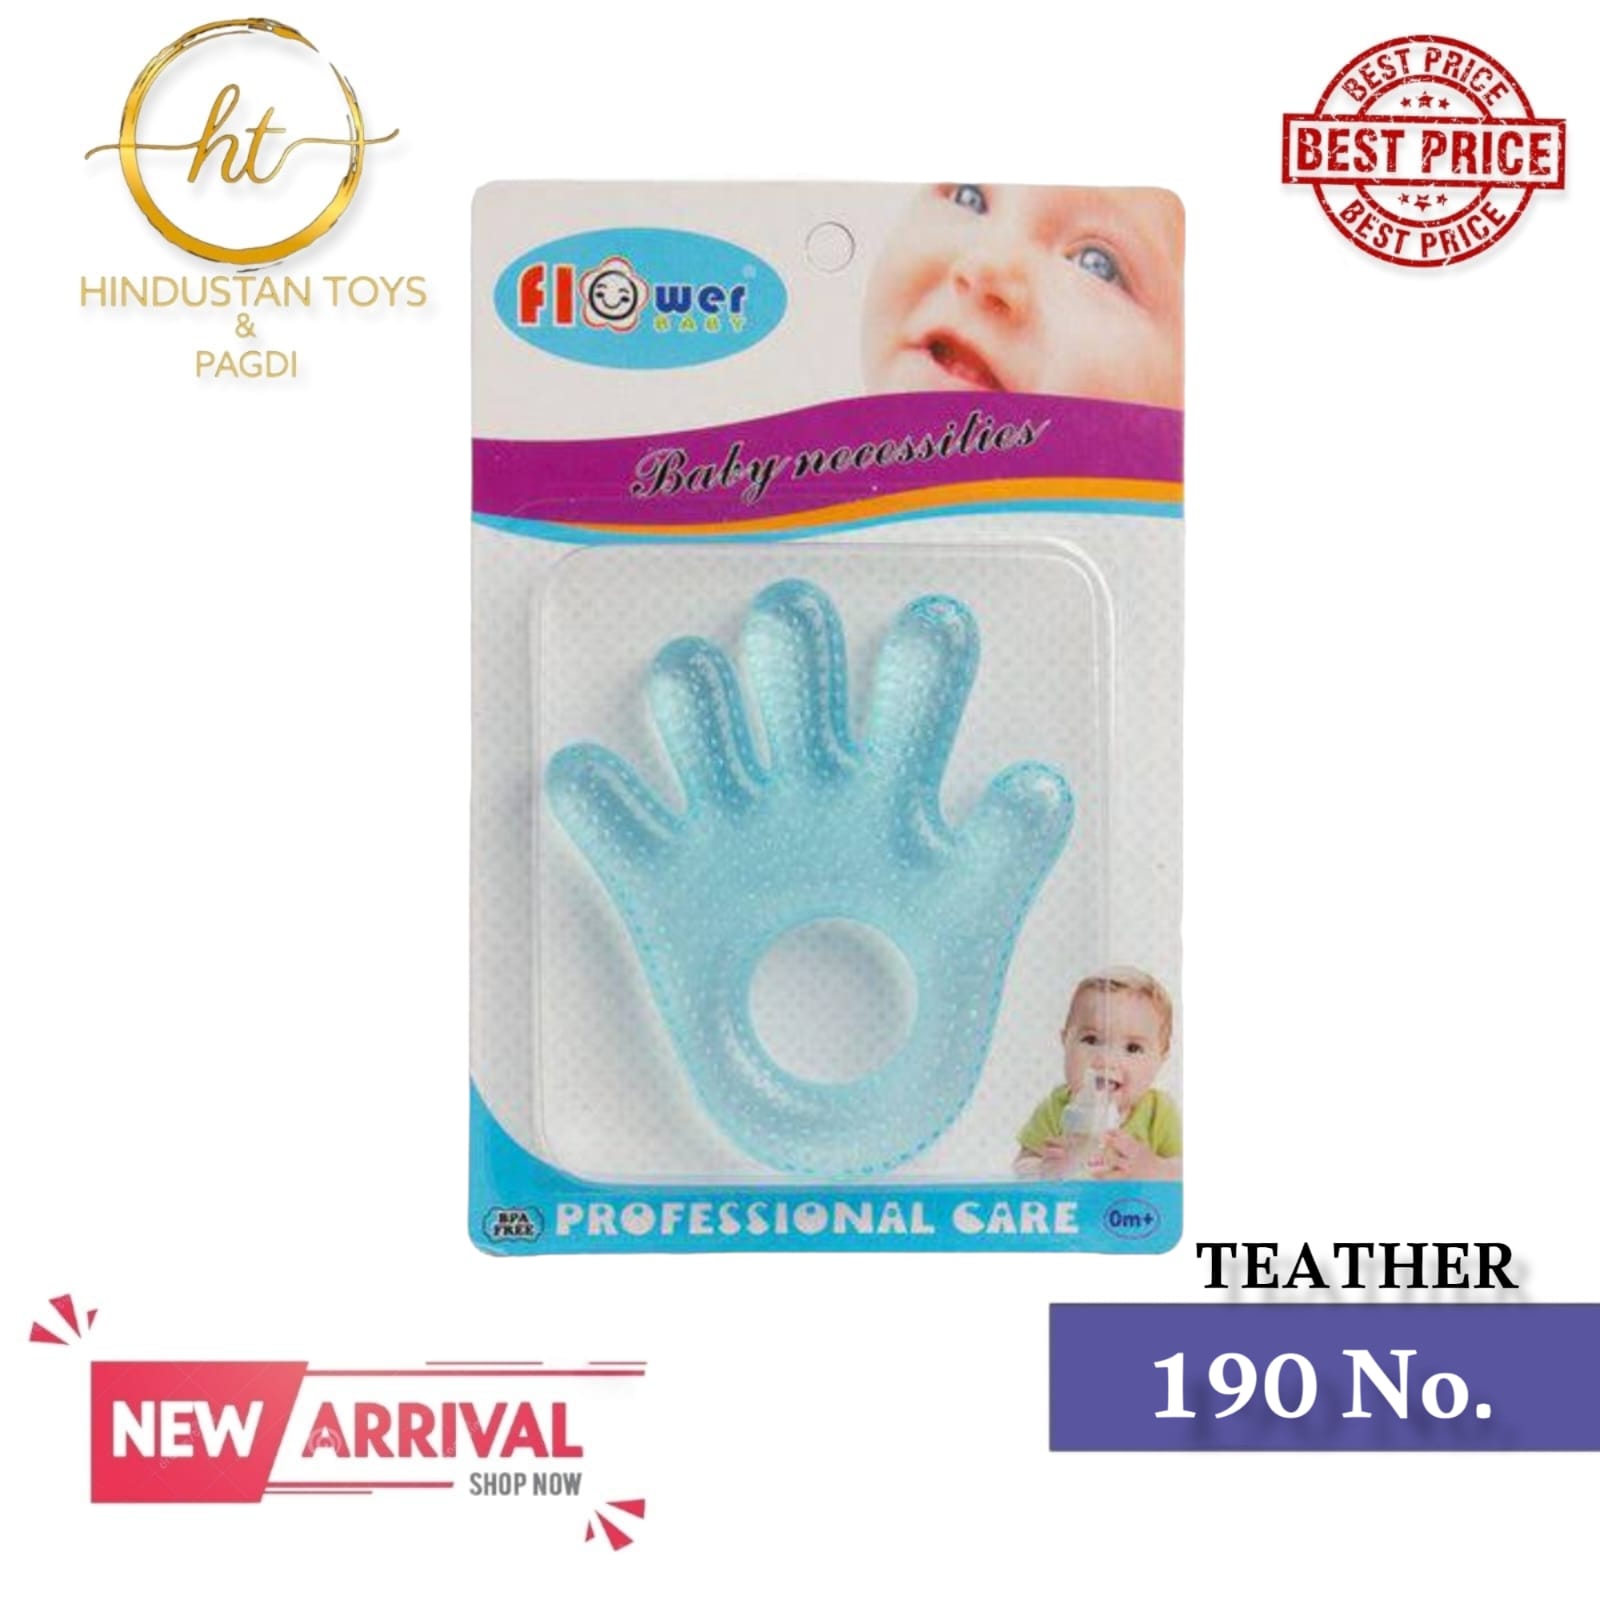 ht
HINDUSTAN TOYS
&
PAGDI
BEST PRICE
BEST PRICE
BEST PRICE
flower®
BABY
Baby necessities
BPA
FREE
PROFESSIONAL CARE
0m+
TEATHER
190 No.
NEW ARRIVAL
SHOP NOW